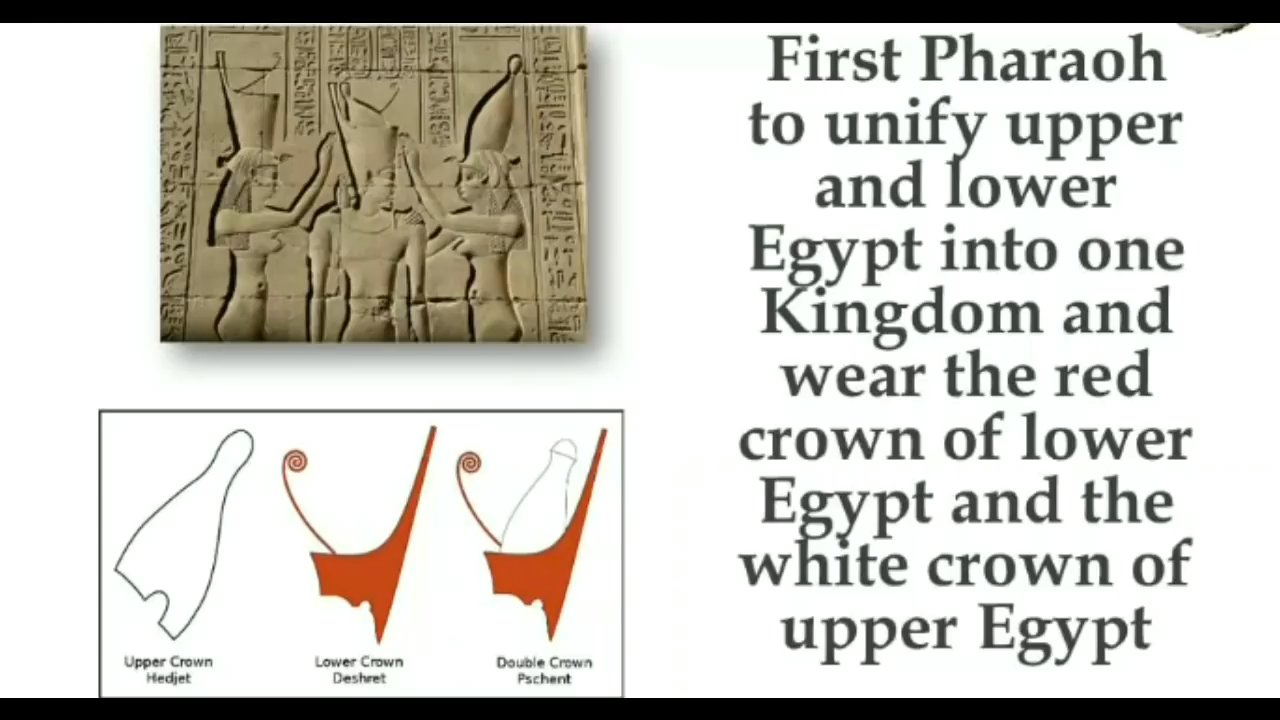 First Pharaoh
to unify upper
and lower
Egypt into one
Kingdom and
wear the red
crown of lower
Egypt and the
white crown of
upper Egypt
Upper Crown
Hedjet
Lower Crown
Deshret
Double Crown
Pschent